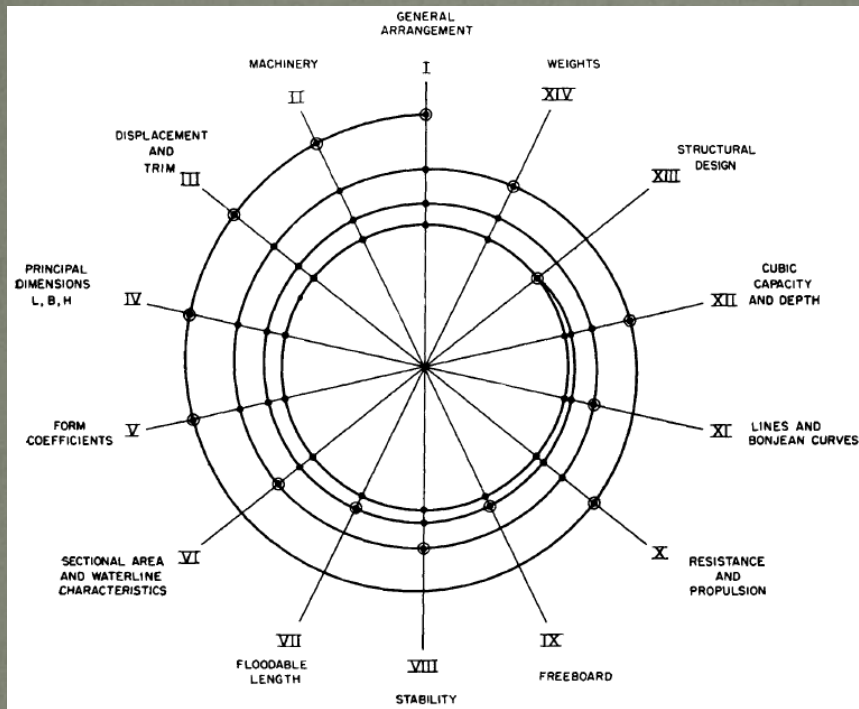 GENERAL
ARRANGEMENT
I
MACHINERY
II
DISPLACEMENT
AND
TRIM
III
PRINCIPAL
DIMENSIONS
L, B, H
IV
FORM
COEFFICIENTS
V
SECTIONAL AREA
AND WATERLINE
CHARACTERISTICS
VI
VII
FLOODABLE
LENGTH
VIII
STABILITY
IX
FREEBOARD
X
RESISTANCE
AND
PROPULSION
XI
LINES AND
BONJEAN CURVES
XII
CUBIC
CAPACITY
AND DEPTH
XIII
STRUCTURAL
DESIGN
WEIGHTS
XIV